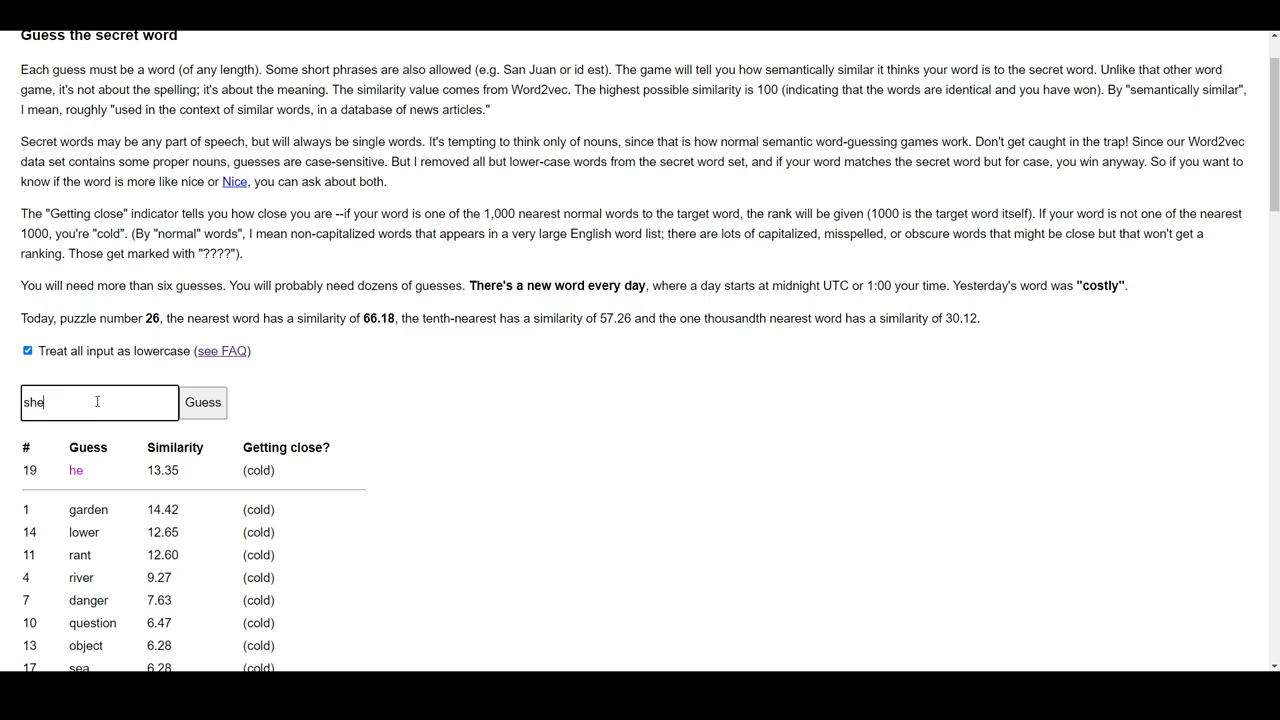 Guess the secret word
Each guess must be a word (of any length). Some short phrases are also allowed (e.g. San Juan or id est). The game will tell you how semantically similar it thinks your word is to the secret word. Unlike that other word
game, it's not about the spelling; it's about the meaning. The similarity value comes from Word2vec. The highest possible similarity is 100 (indicating that the words are identical and you have won). By "semantically similar",
I mean, roughly "used in the context of similar words, in a database of news articles."
Secret words may be any part of speech, but will always be single words. It's tempting to think only of nouns, since that is how normal semantic word-guessing games work. Don't get caught in the trap! Since our Word2vec
data set contains some proper nouns, guesses are case-sensitive. But I removed all but lower-case words from the secret word set, and if your word matches the secret word but for case, you win anyway. So if you want to
know if the word is more like nice or Nice, you can ask about both.
The "Getting close" indicator tells you how close you are --if your word is one of the 1,000 nearest normal words to the target word, the rank will be given (1000 is the target word itself). If your word is not one of the nearest
1000, you're "cold". (By "normal" words", I mean non-capitalized words that appears in a very large English word list; there are lots of capitalized, misspelled, or obscure words that might be close but that won't get a
ranking. Those get marked with "????").
You will need more than six guesses. You will probably need dozens of guesses. There's a new word every day, where a day starts at midnight UTC or 1:00 your time. Yesterday's word was "costly".
Today, puzzle number 26, the nearest word has a similarity of 66.18, the tenth-nearest has a similarity of 57.26 and the one thousandth nearest word has a similarity of 30.12.
Treat all input as lowercase (see FAQ)
she Guess
# Guess Similarity Getting close?
19 he 13.35 (cold)
1 garden 14.42 (cold)
14 lower 12.65 (cold)
11 rant 12.60 (cold)
4 river 9.27 (cold)
7 danger 7.63 (cold)
10 question 6.47 (cold)
13 object 6.28 (cold)
17 sea 6.28 (cold)